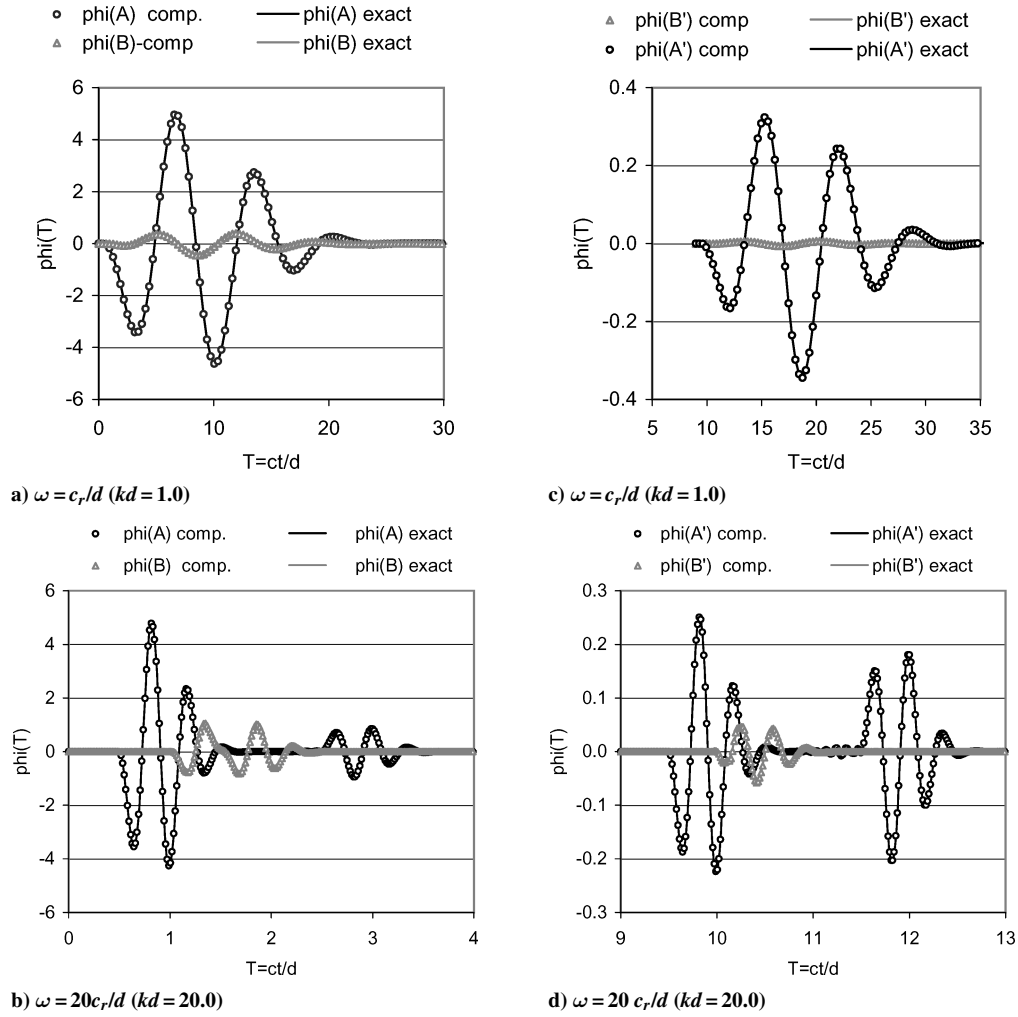 phi(A) comp.
phi(A) exact
phi(B)-comp
phi(B) exact
6
4
2
0
-2
-4
-6
phi(T)
0
10
20
30
T=ct/d
a) ω = c_r/d (kd = 1.0)
phi(B') comp
phi(B') exact
phi(A') comp
phi(A') exact
0.4
0.2
0.0
-0.2
-0.4
phi(T)
5
10
15
20
25
30
35
T=ct/d
c) ω = c_r/d (kd = 1.0)
phi(A) comp.
phi(A) exact
phi(B) comp.
phi(B) exact
6
4
2
0
-2
-4
-6
phi(T)
0
1
2
3
4
T=ct/d
b) ω = 20c_r/d (kd = 20.0)
phi(A') comp.
phi(A') exact
phi(B') comp.
phi(B') exact
0.3
0.2
0.1
0.0
-0.1
-0.2
-0.3
phi(T)
9
10
11
12
13
T=ct/d
d) ω = 20 c_r/d (kd = 20.0)